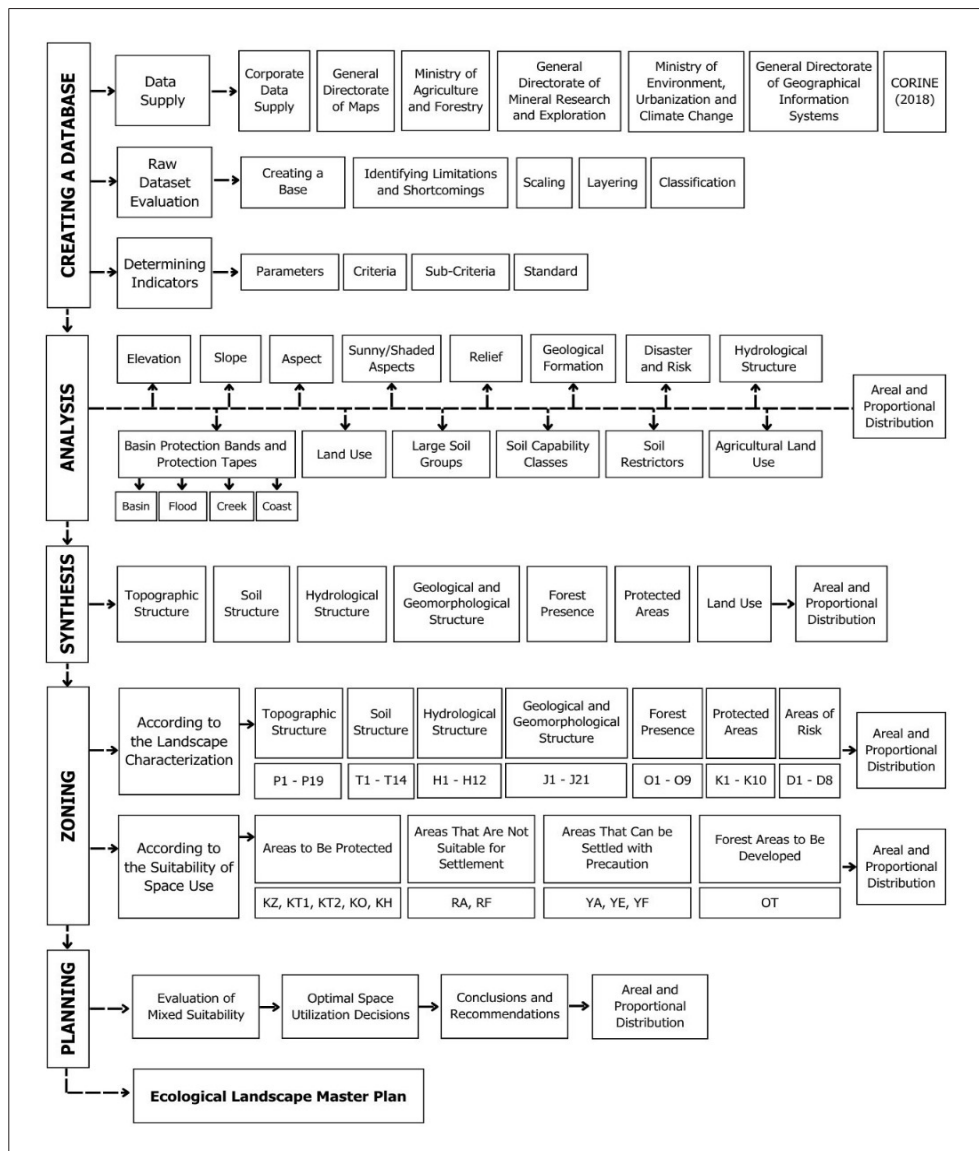 CREATING A DATABASE
Data
Supply
Corporate
Data
Supply
General
Directorate
of Maps
Ministry of
Agriculture
and Forestry
General
Directorate of
Mineral Research
and Exploration
Ministry of
Environment,
Urbanization and
Climate Change
General Directorate
of Geographical
Information
Systems
CORINE
(2018)
Raw
Dataset
Evaluation
Creating a
Base
Identifying Limitations
and Shortcomings
Scaling
Layering
Classification
Determining
Indicators
Parameters
Criteria
Sub-Criteria
Standard
ANALYSIS
Elevation
Slope
Aspect
Sunny/Shaded
Aspects
Relief
Geological
Formation
Disaster
and Risk
Hydrological
Structure
Areal and
Proportional
Distribution
Basin Protection Bands and
Protection Tapes
Land Use
Large Soil
Groups
Soil Capability
Classes
Soil
Restrictors
Agricultural Land
Use
Basin
Flood
Creek
Coast
SYNTHESIS
Topographic
Structure
Soil
Structure
Hydrological
Structure
Geological and
Geomorphological
Structure
Forest
Presence
Protected
Areas
Land Use
Areal and
Proportional
Distribution
ZONING
According to
the Landscape
Characterization
Topographic
Structure
Soil
Structure
Hydrological
Structure
Geological and
Geomorphological
Structure
Forest
Presence
Protected
Areas
Areas of
Risk
P1 - P19
T1 - T14
H1 - H12
J1 - J21
O1 - O9
K1 - K10
D1 - D8
Areal and
Proportional
Distribution
According to
the Suitability of
Space Use
Areas to Be Protected
Areas That Are Not
Suitable for
Settlement
Areas That Can be
Settled with
Precaution
Forest Areas to Be
Developed
KZ, KT1, KT2, KO, KH
RA, RF
YA, YE, YF
OT
Areal and
Proportional
Distribution
PLANNING
Evaluation of
Mixed Suitability
Optimal Space
Utilization Decisions
Conclusions and
Recommendations
Areal and
Proportional
Distribution
Ecological Landscape Master Plan